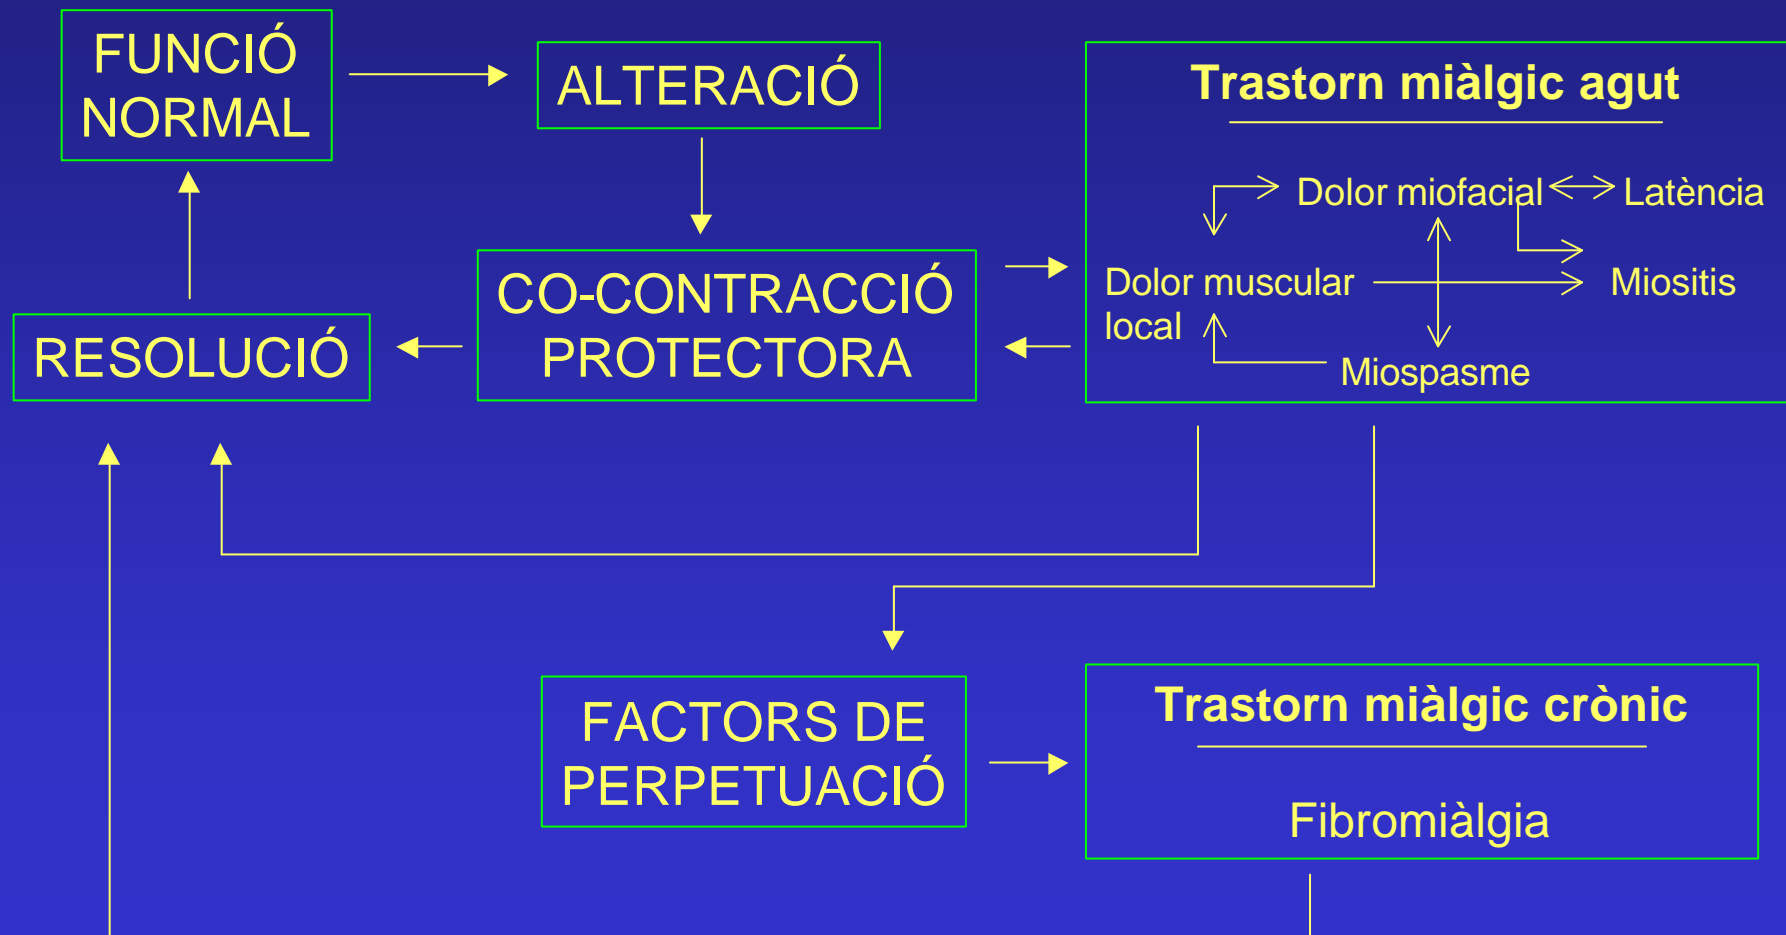 FUNCIÓ
NORMAL
ALTERACIÓ
Trastorn miàlgic agut
Dolor miofacial
Latència
Dolor muscular
local
Miositis
Miospasme
CO-CONTRACCIÓ
PROTECTORA
RESOLUCIÓ
FACTORS DE
PERPETUACIÓ
Trastorn miàlgic crònic
Fibromiàlgia